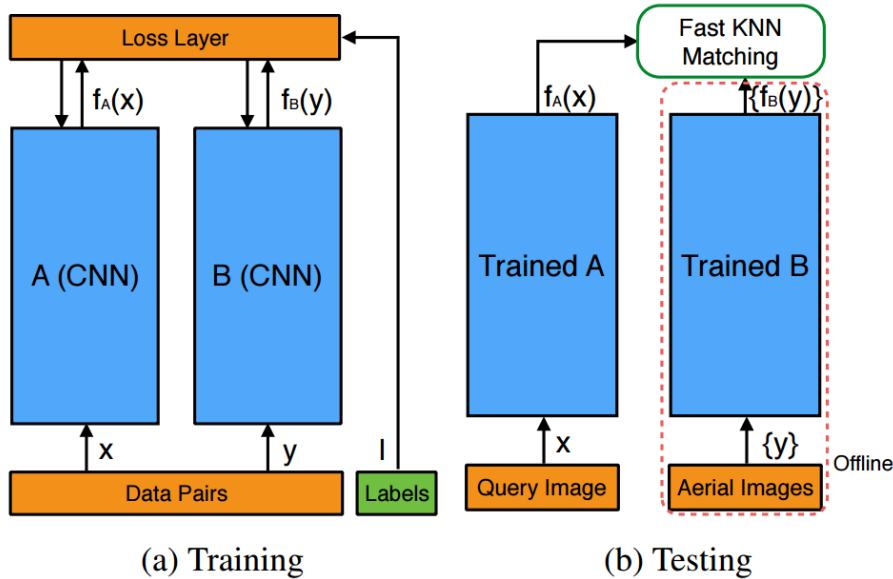 Loss Layer
fA(x)
fB(y)
A (CNN)
B (CNN)
x
y
l
Data Pairs
Labels
(a) Training
Fast KNN
Matching
fA(x)
{fB(y)}
Trained A
Trained B
x
{y}
Offline
Query Image
Aerial Images
(b) Testing